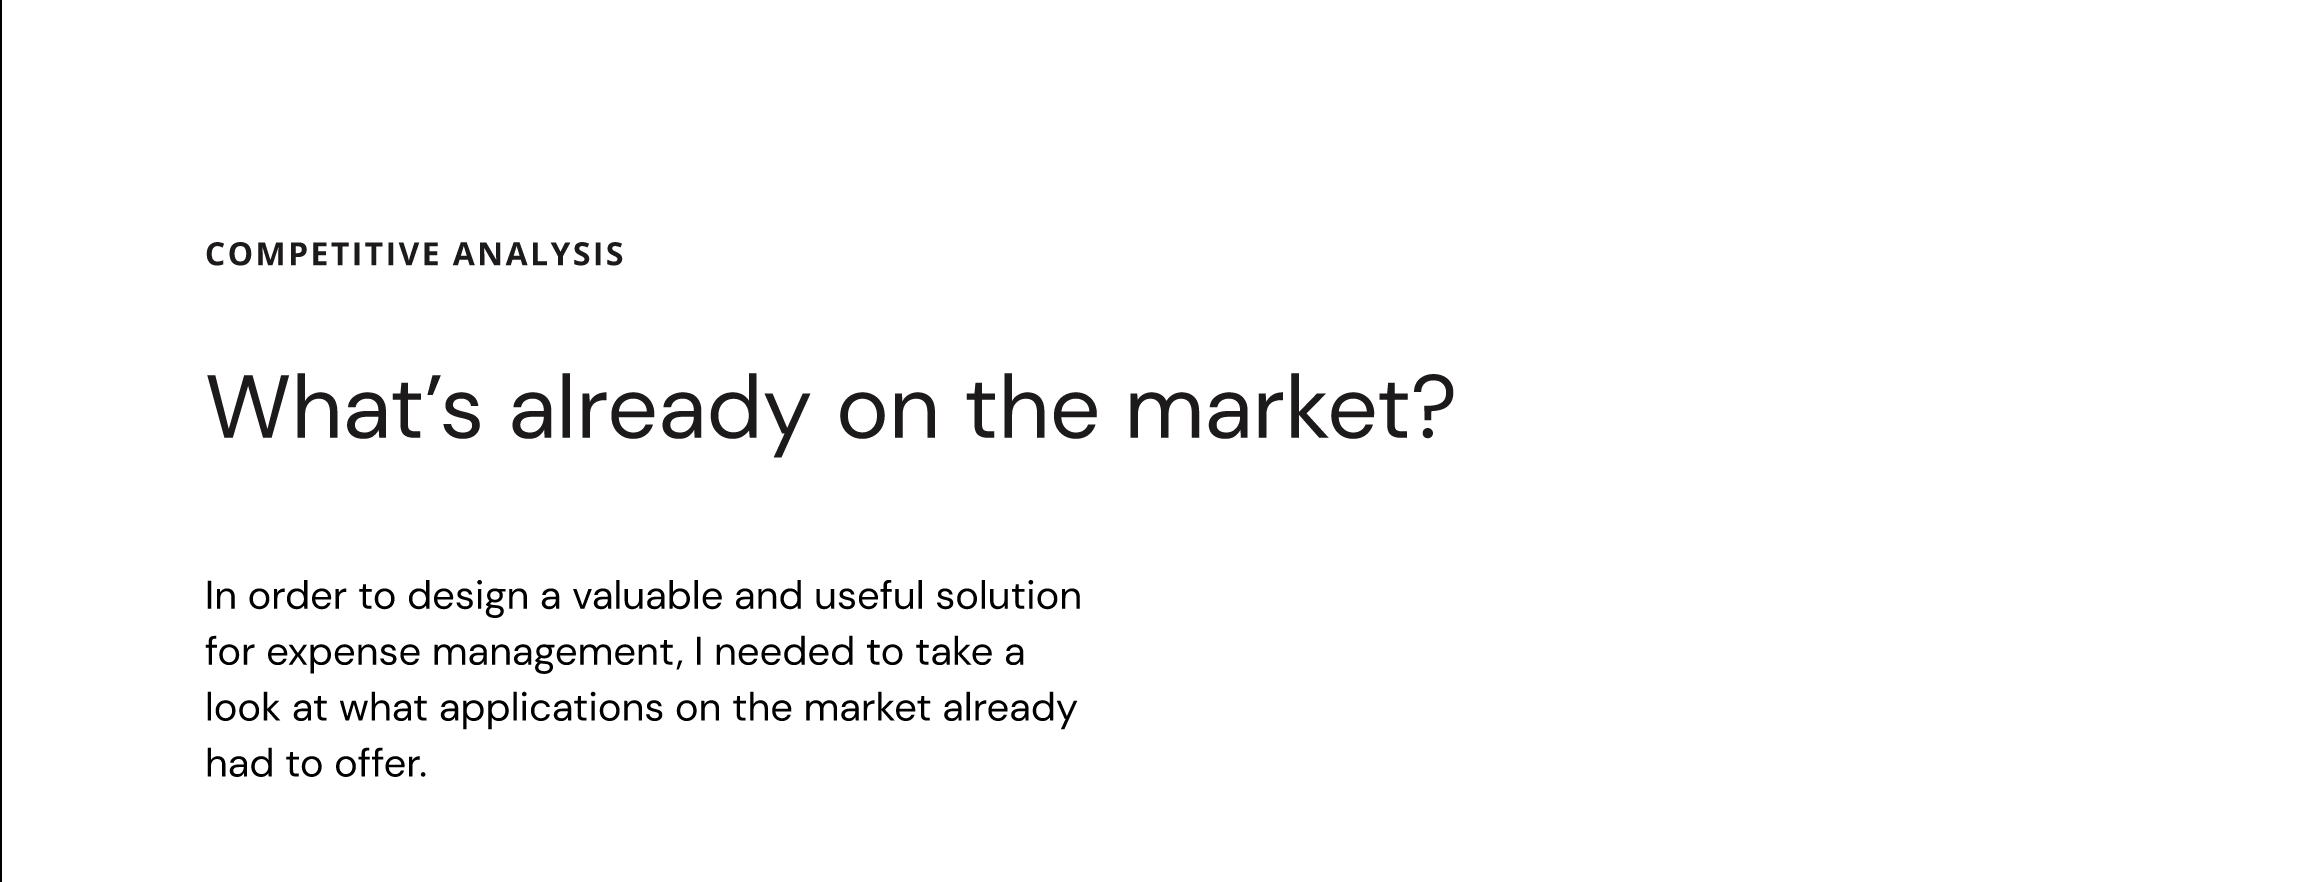 COMPETITIVE ANALYSIS
What’s already on the market?
In order to design a valuable and useful solution
for expense management, I needed to take a
look at what applications on the market already
had to offer.